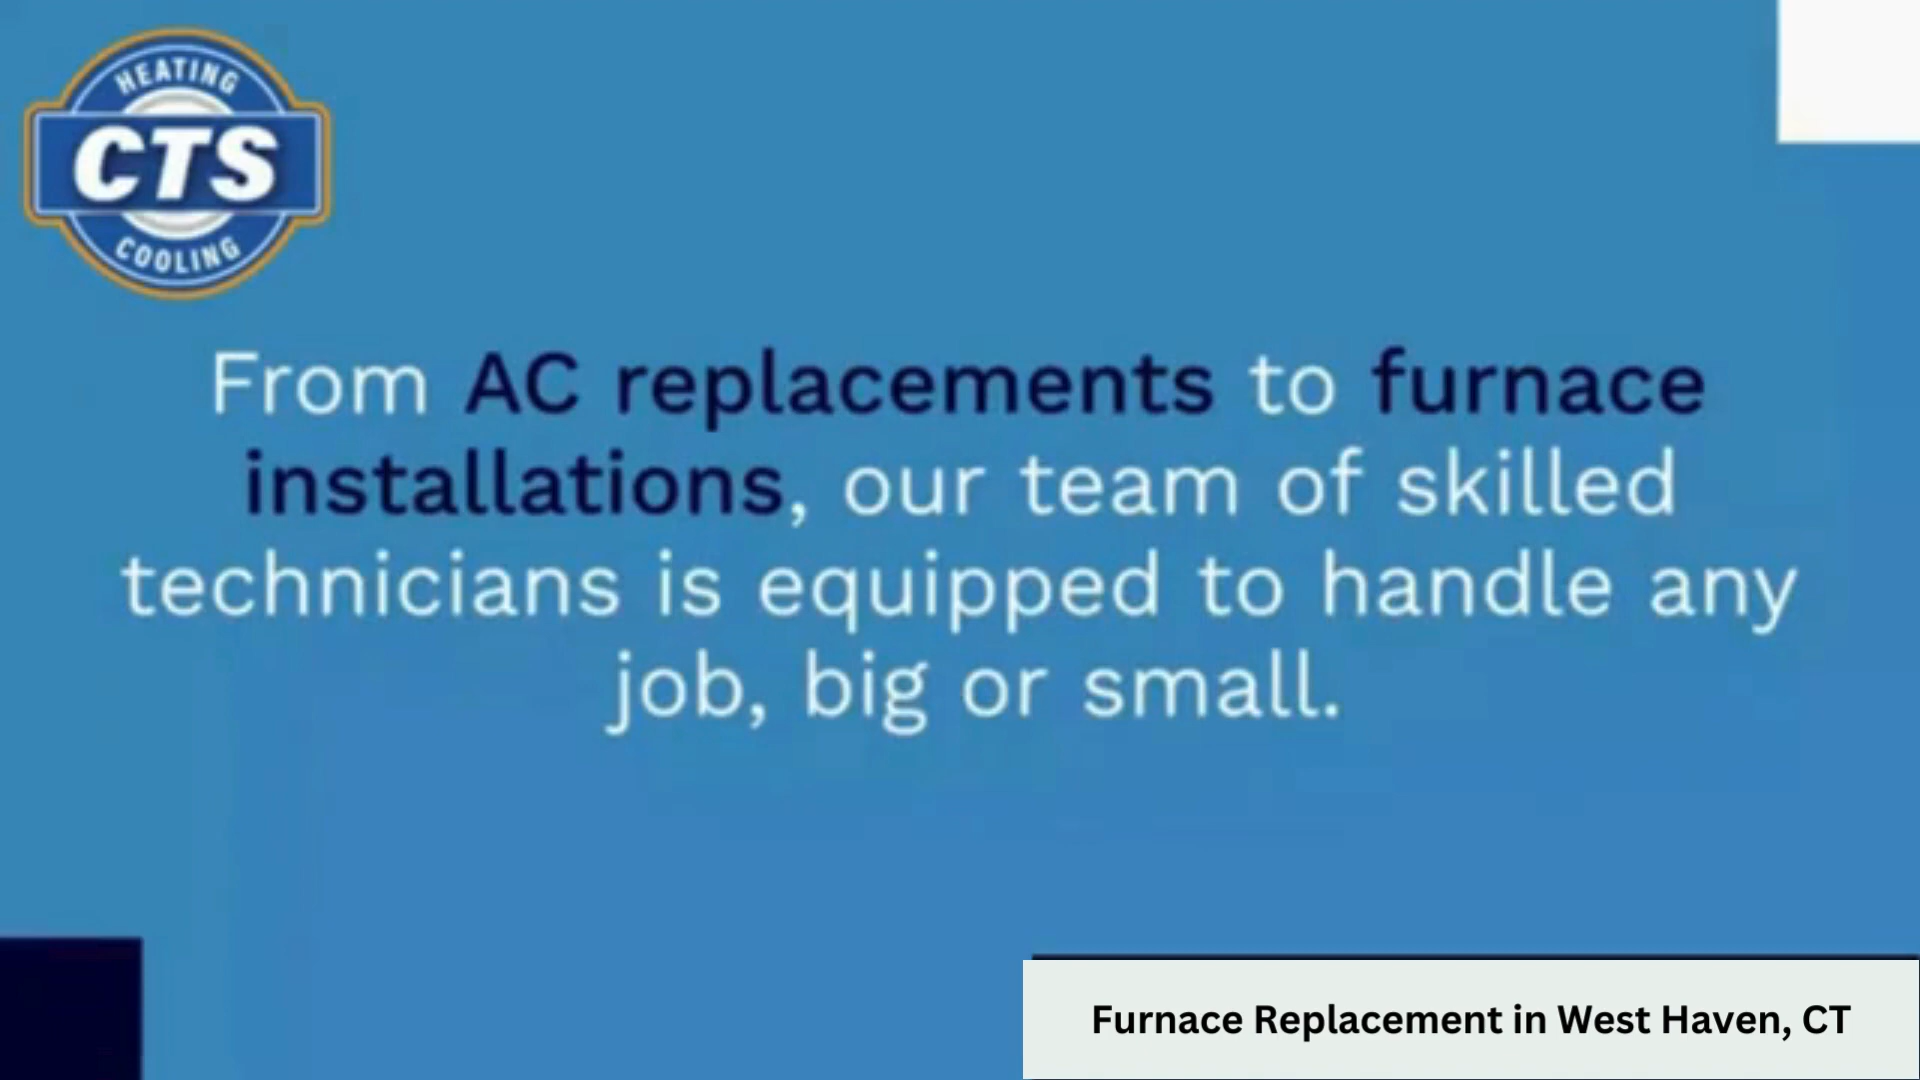 HEATING
CTS
COOLING
From AC replacements to furnace
installations, our team of skilled
technicians is equipped to handle any
job, big or small.
Furnace Replacement in West Haven, CT